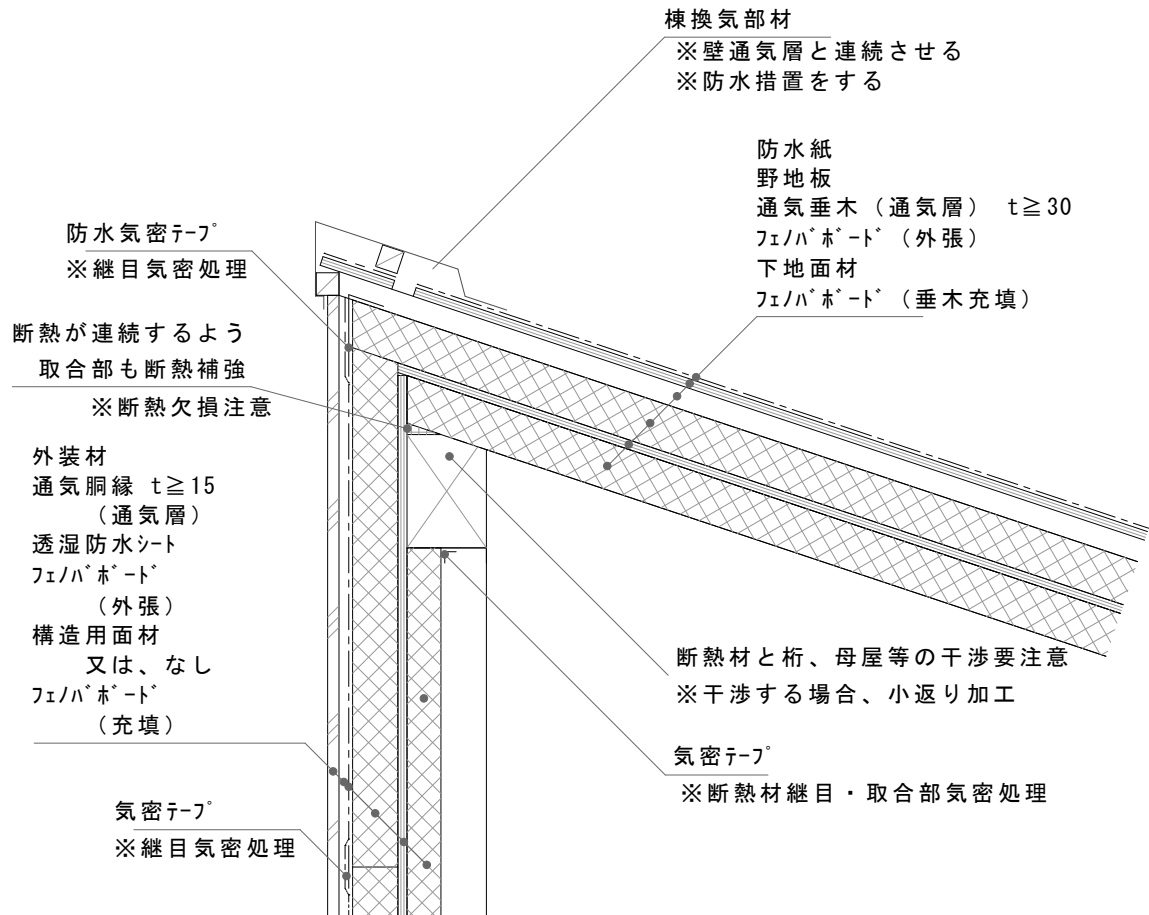 棟換気部材
※壁通気層と連続させる
※防水措置をする
防水紙
野地板
通気垂木（通気層） t≧30
ﾌｪﾉﾊﾞﾎﾞｰﾄﾞ（外張）
下地面材
ﾌｪﾉﾊﾞﾎﾞｰﾄﾞ（垂木充填）
防水気密ﾃｰﾌﾟ
※継目気密処理
断熱が連続するよう
取合部も断熱補強
※断熱欠損注意
外装材
通気胴縁 t≧15
（通気層）
透湿防水ｼｰﾄ
ﾌｪﾉﾊﾞﾎﾞｰﾄﾞ
（外張）
構造用面材
又は、なし
ﾌｪﾉﾊﾞﾎﾞｰﾄﾞ
（充填）
断熱材と桁、母屋等の干渉要注意
※干渉する場合、小返り加工
気密ﾃｰﾌﾟ
※断熱材継目・取合部気密処理
気密ﾃｰﾌﾟ
※継目気密処理